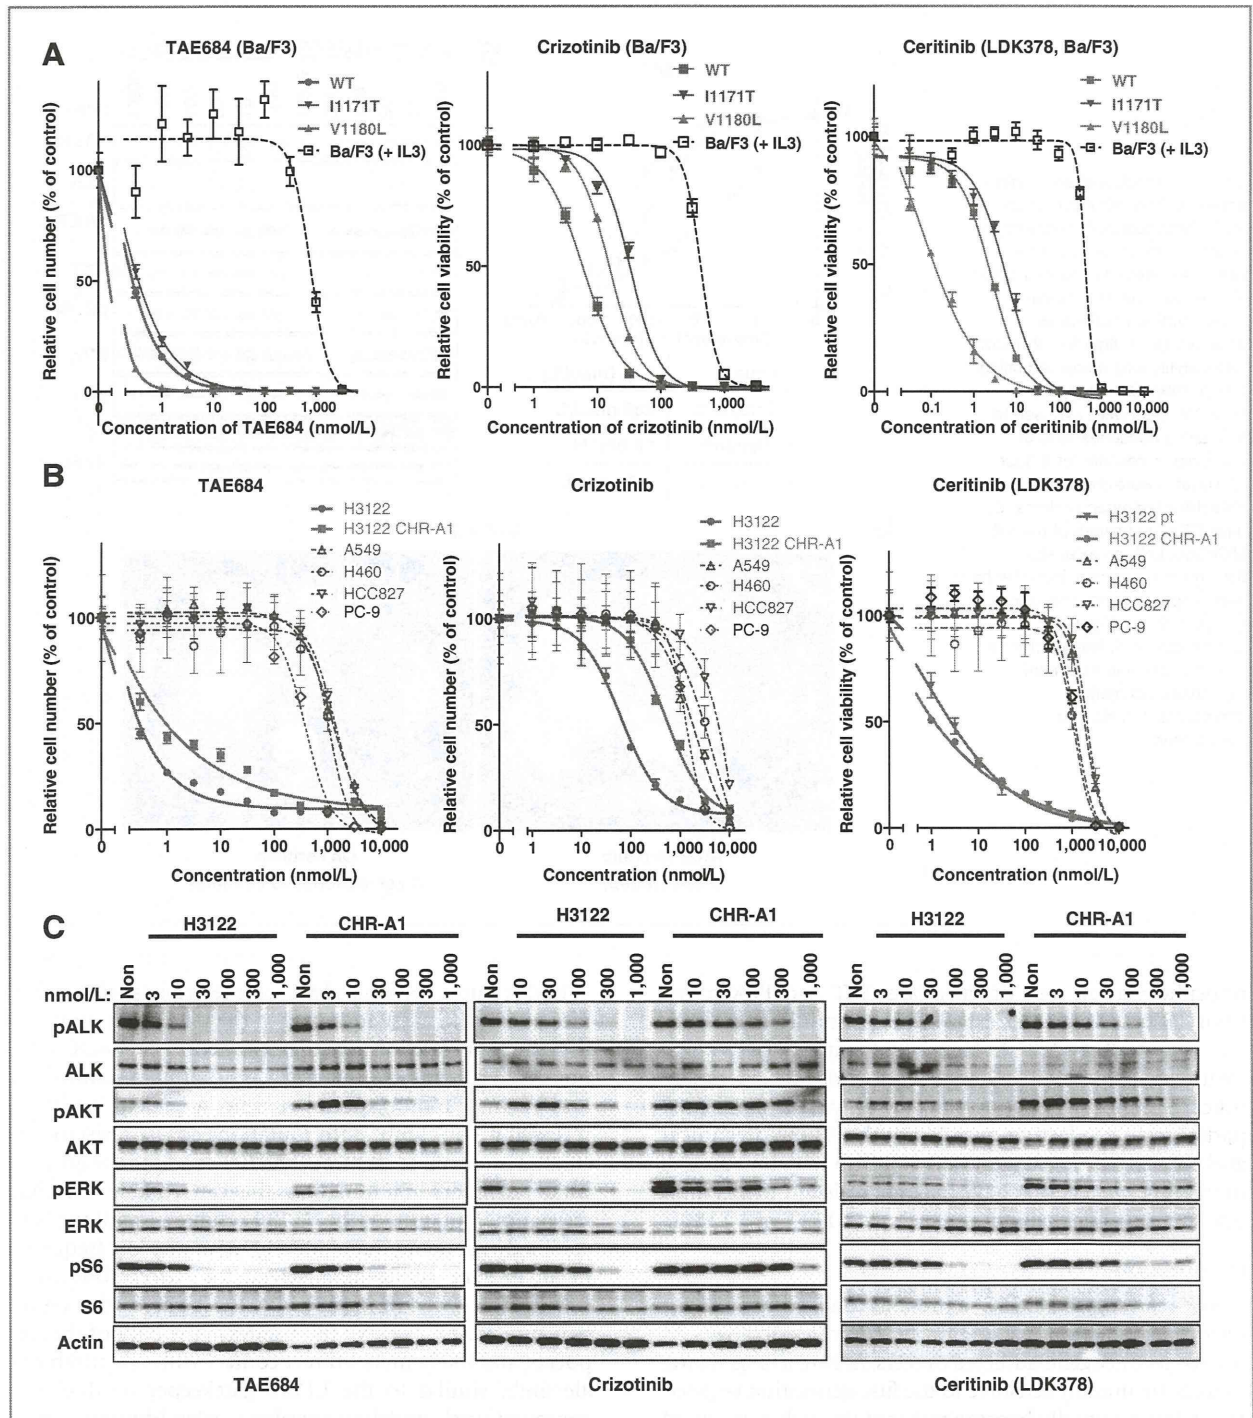 A
TAE684 (Ba/F3)
Relative cell number (% of control)
WT
I1171T
V1180L
Ba/F3 (+ IL3)
100
50
0
0 1 10 100 1,000
Concentration of TAE684 (nmol/L)
Crizotinib (Ba/F3)
Relative cell viability (% of control)
WT
I1171T
V1180L
Ba/F3 (+ IL3)
100
50
0
0 1 10 100 1,000
Concentration of crizotinib (nmol/L)
Ceritinib (LDK378, Ba/F3)
Relative cell viability (% of control)
WT
I1171T
V1180L
Ba/F3 (+ IL3)
100
50
0
0 0.1 1 10 100 1,000 10,000
Concentration of ceritinib (nmol/L)
B
TAE684
Relative cell number (% of control)
H3122
H3122 CHR-A1
A549
H460
HCC827
PC-9
100
50
0
0 1 10 100 1,000 10,000
Concentration (nmol/L)
Crizotinib
Relative cell number (% of control)
H3122
H3122 CHR-A1
A549
H460
HCC827
PC-9
100
50
0
0 1 10 100 1,000 10,000
Concentration (nmol/L)
Ceritinib (LDK378)
Relative cell viability (% of control)
H3122 pt
H3122 CHR-A1
A549
H460
HCC827
PC-9
100
50
0
0 1 10 100 1,000 10,000
Concentration (nmol/L)
C
H3122 CHR-A1 H3122 CHR-A1 H3122 CHR-A1
nmol/L: Non 3 10 30 100 300 1,000 Non 3 10 30 100 300 1,000 Non 10 30 100 300 1,000 Non 10 30 100 300 1,000 Non 3 10 30 100 300 1,000 Non 3 10 30 100 300 1,000
pALK
ALK
pAKT
AKT
pERK
ERK
pS6
S6
Actin
TAE684 Crizotinib Ceritinib (LDK378)